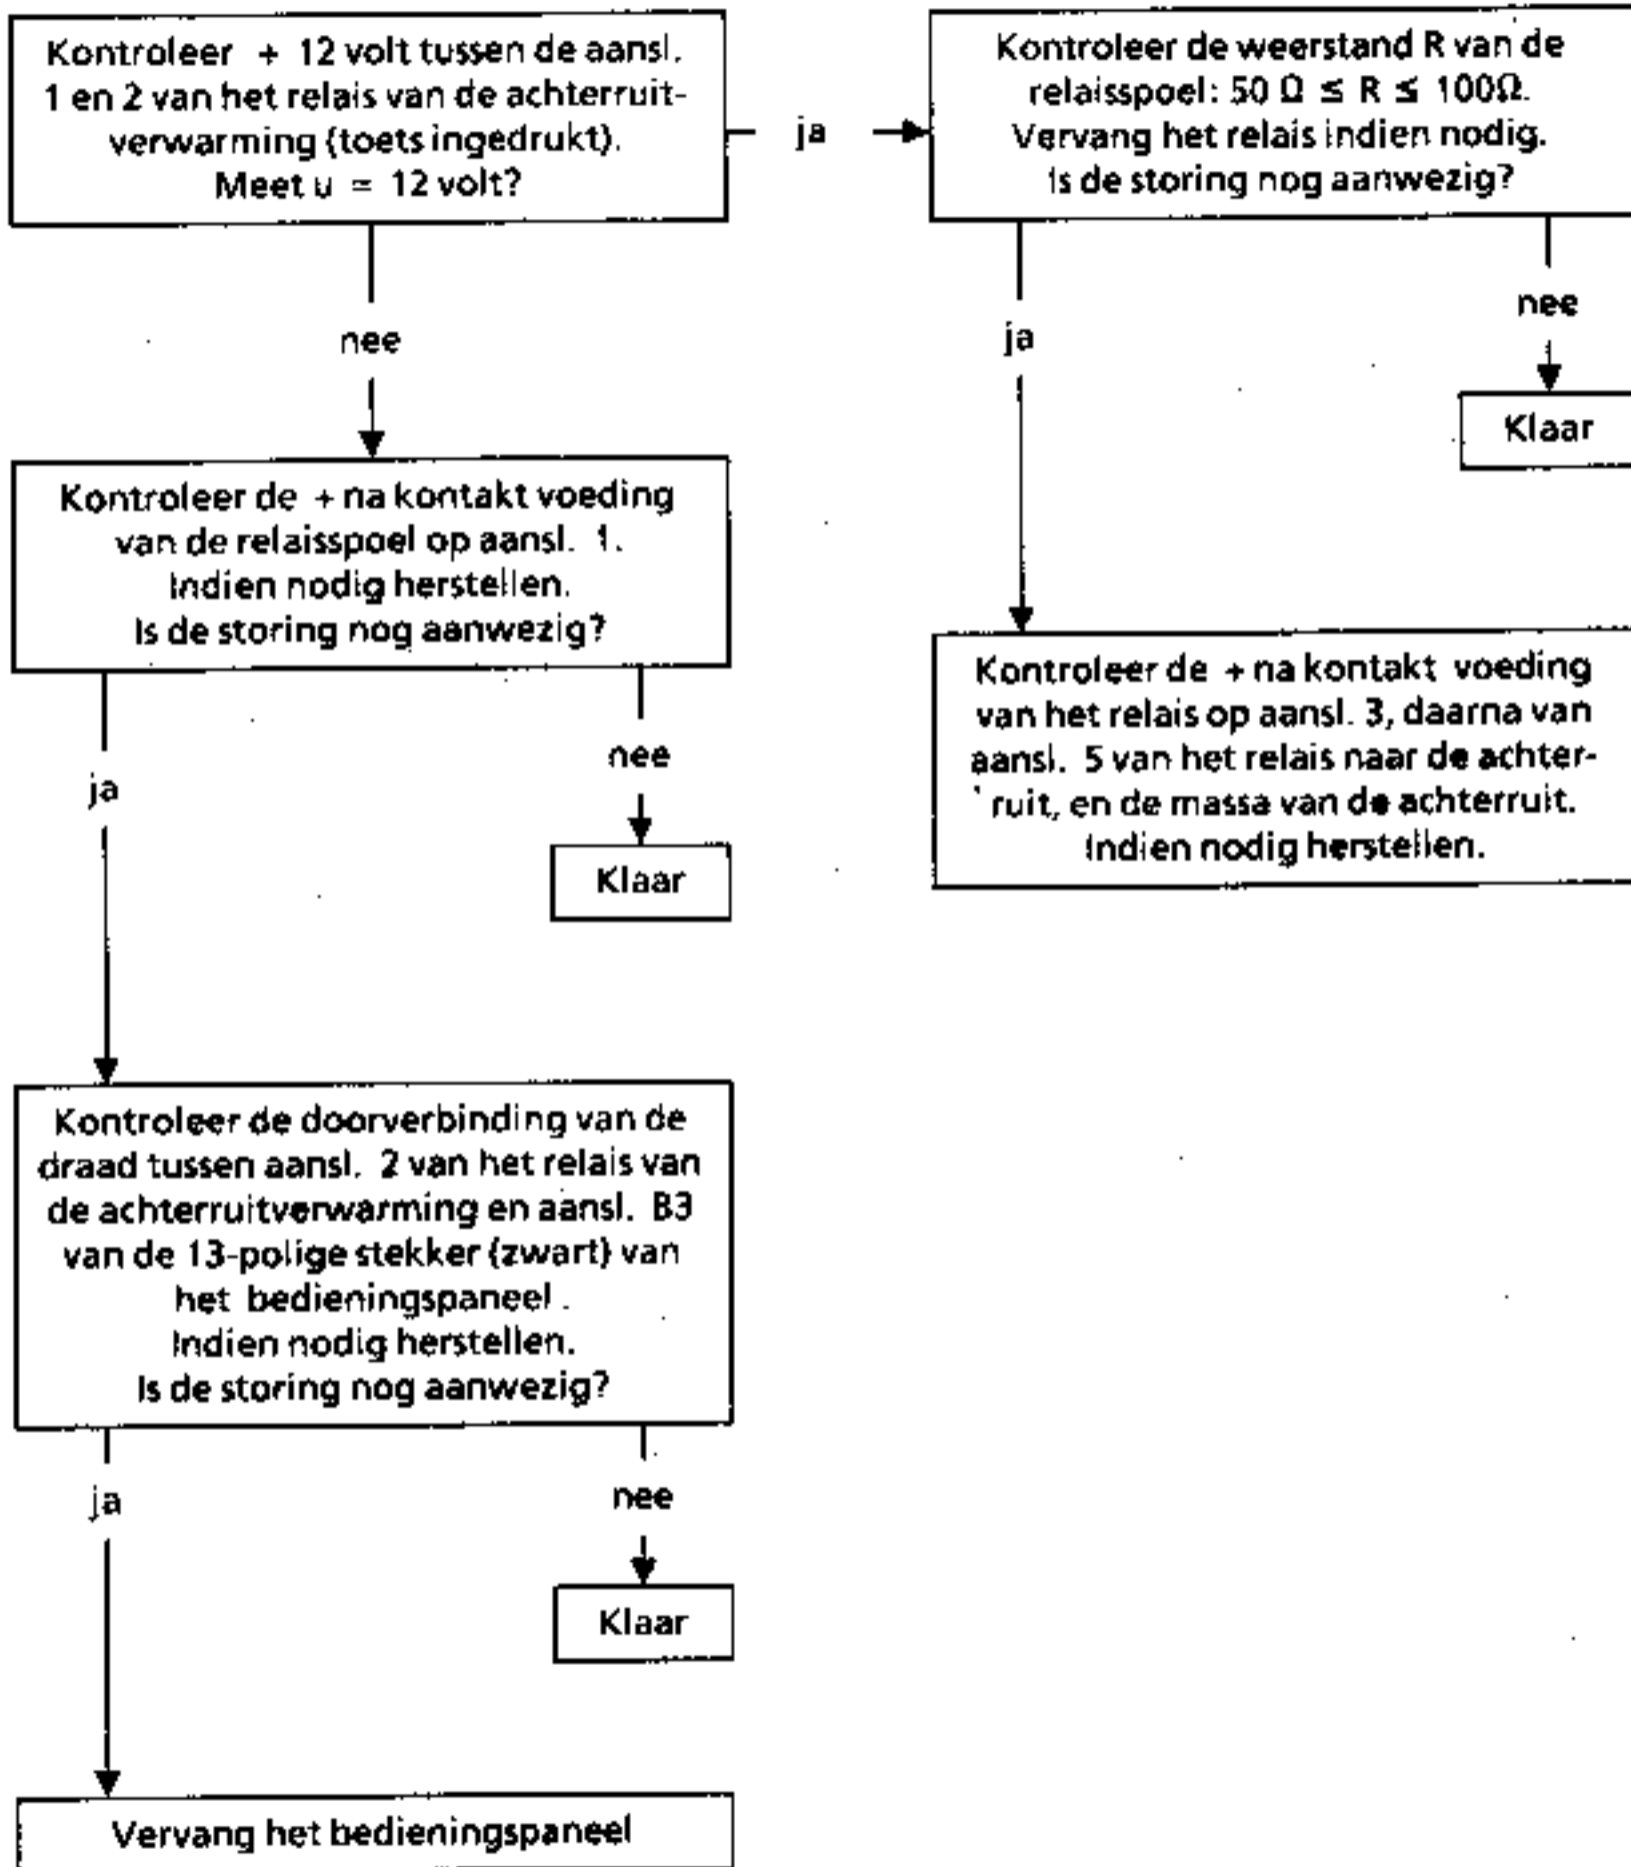 Kontroleer + 12 volt tussen de aansl.
1 en 2 van het relais van de achterruit-
verwarming (toets ingedrukt).
Meet u = 12 volt?
ja
Kontroleer de weerstand R van de
relaisspoel: 50 Ω ≤ R ≤ 100Ω.
Vervang het relais indien nodig.
Is de storing nog aanwezig?
nee
ja
nee
Klaar
Kontroleer de + na kontakt voeding
van de relaisspoel op aansl. 1.
Indien nodig herstellen.
Is de storing nog aanwezig?
Kontroleer de + na kontakt voeding
van het relais op aansl. 3, daarna van
aansl. 5 van het relais naar de achter-
ruit, en de massa van de achterruit.
Indien nodig herstellen.
ja
nee
Klaar
Kontroleer de doorverbinding van de
draad tussen aansl. 2 van het relais van
de achterruitverwarming en aansl. B3
van de 13-polige stekker (zwart) van
het bedieningspaneel.
Indien nodig herstellen.
Is de storing nog aanwezig?
ja
nee
Klaar
Vervang het bedieningspaneel